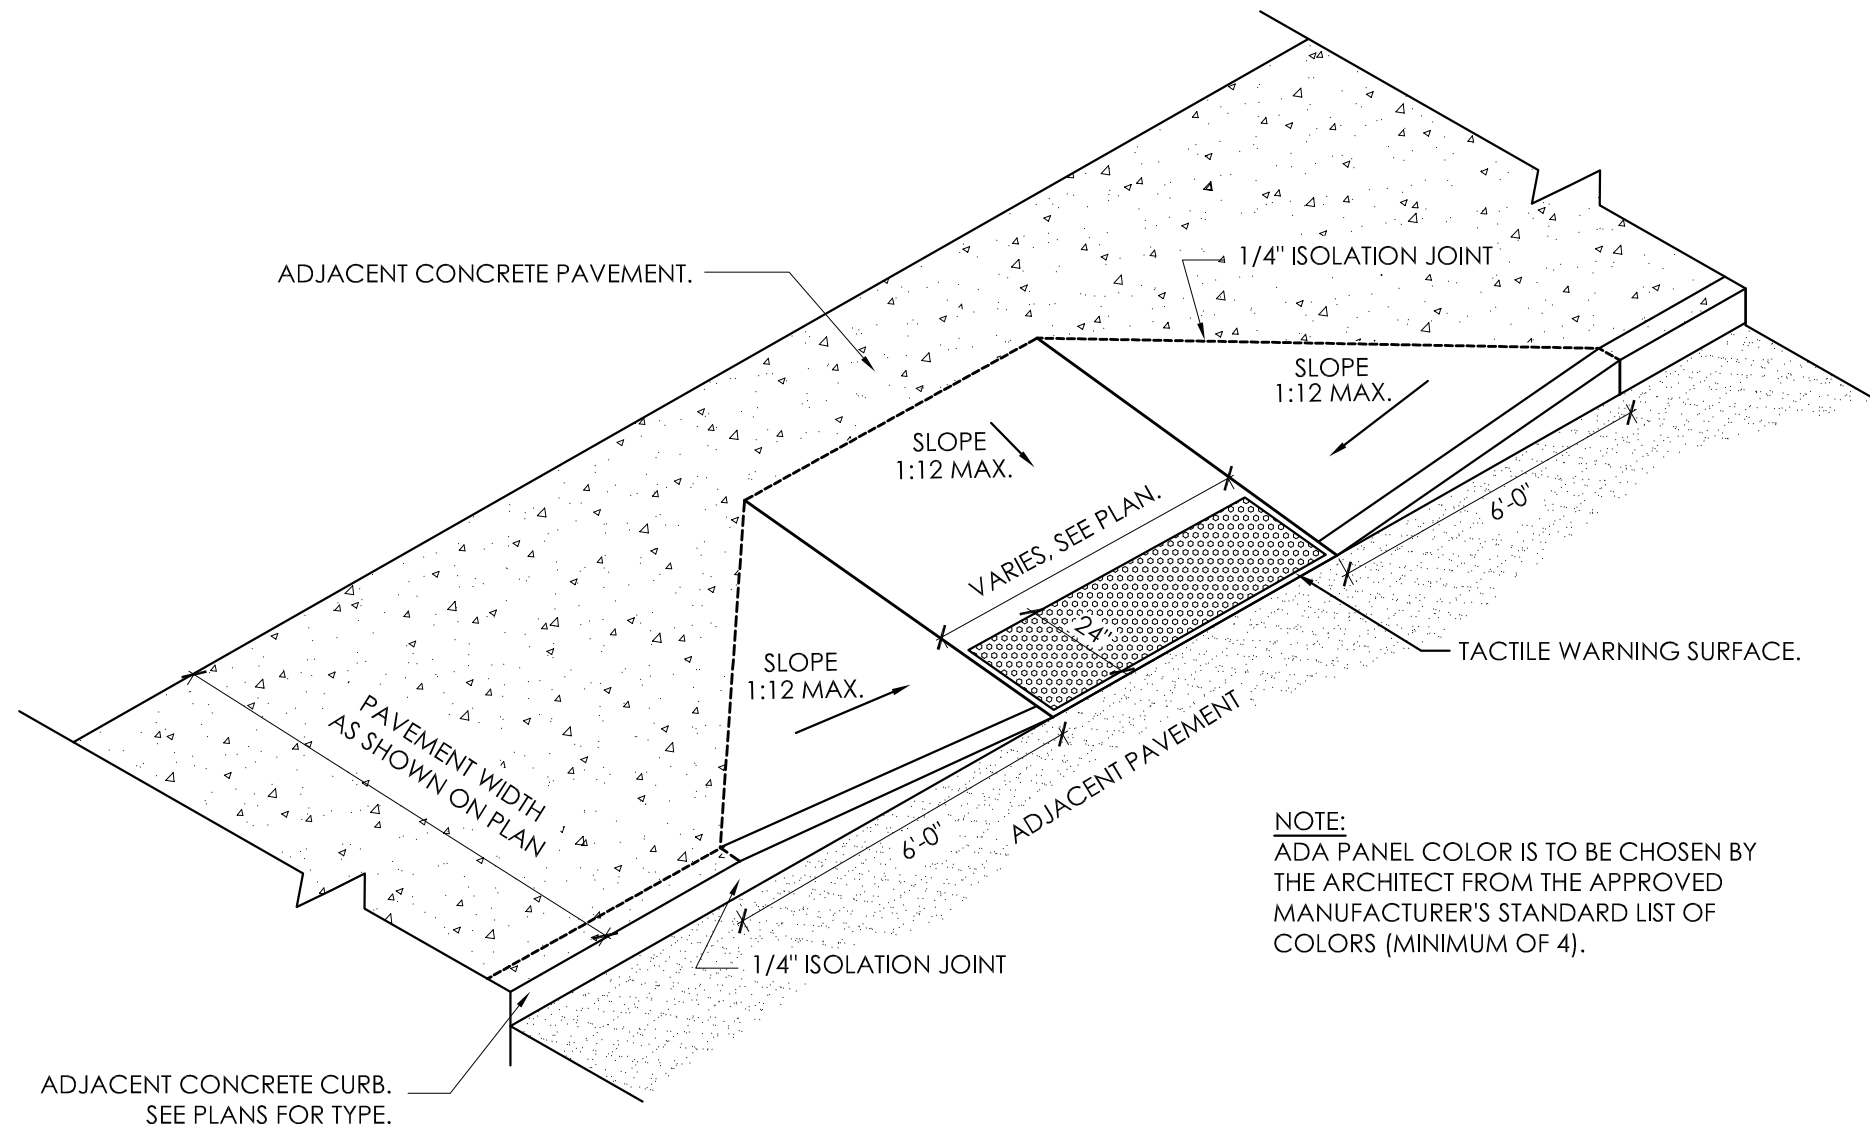 1/4" ISOLATION JOINT
ADJACENT CONCRETE PAVEMENT.
SLOPE
1:12 MAX.
SLOPE
1:12 MAX.
VARIES, SEE PLAN.
6'-0"
24"
TACTILE WARNING SURFACE.
SLOPE
1:12 MAX.
PAVEMENT WIDTH
AS SHOWN ON PLAN
ADJACENT PAVEMENT
6'-0"
NOTE:
ADA PANEL COLOR IS TO BE CHOSEN BY
THE ARCHITECT FROM THE APPROVED
MANUFACTURER'S STANDARD LIST OF
COLORS (MINIMUM OF 4).
1/4" ISOLATION JOINT
ADJACENT CONCRETE CURB.
SEE PLANS FOR TYPE.